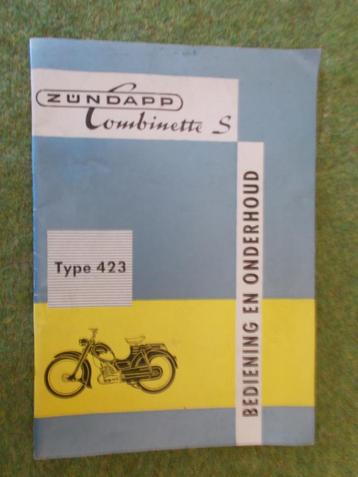 ZÜNDAPP
Combinette S
Type 423
BEDIENING EN ONDERHOUD